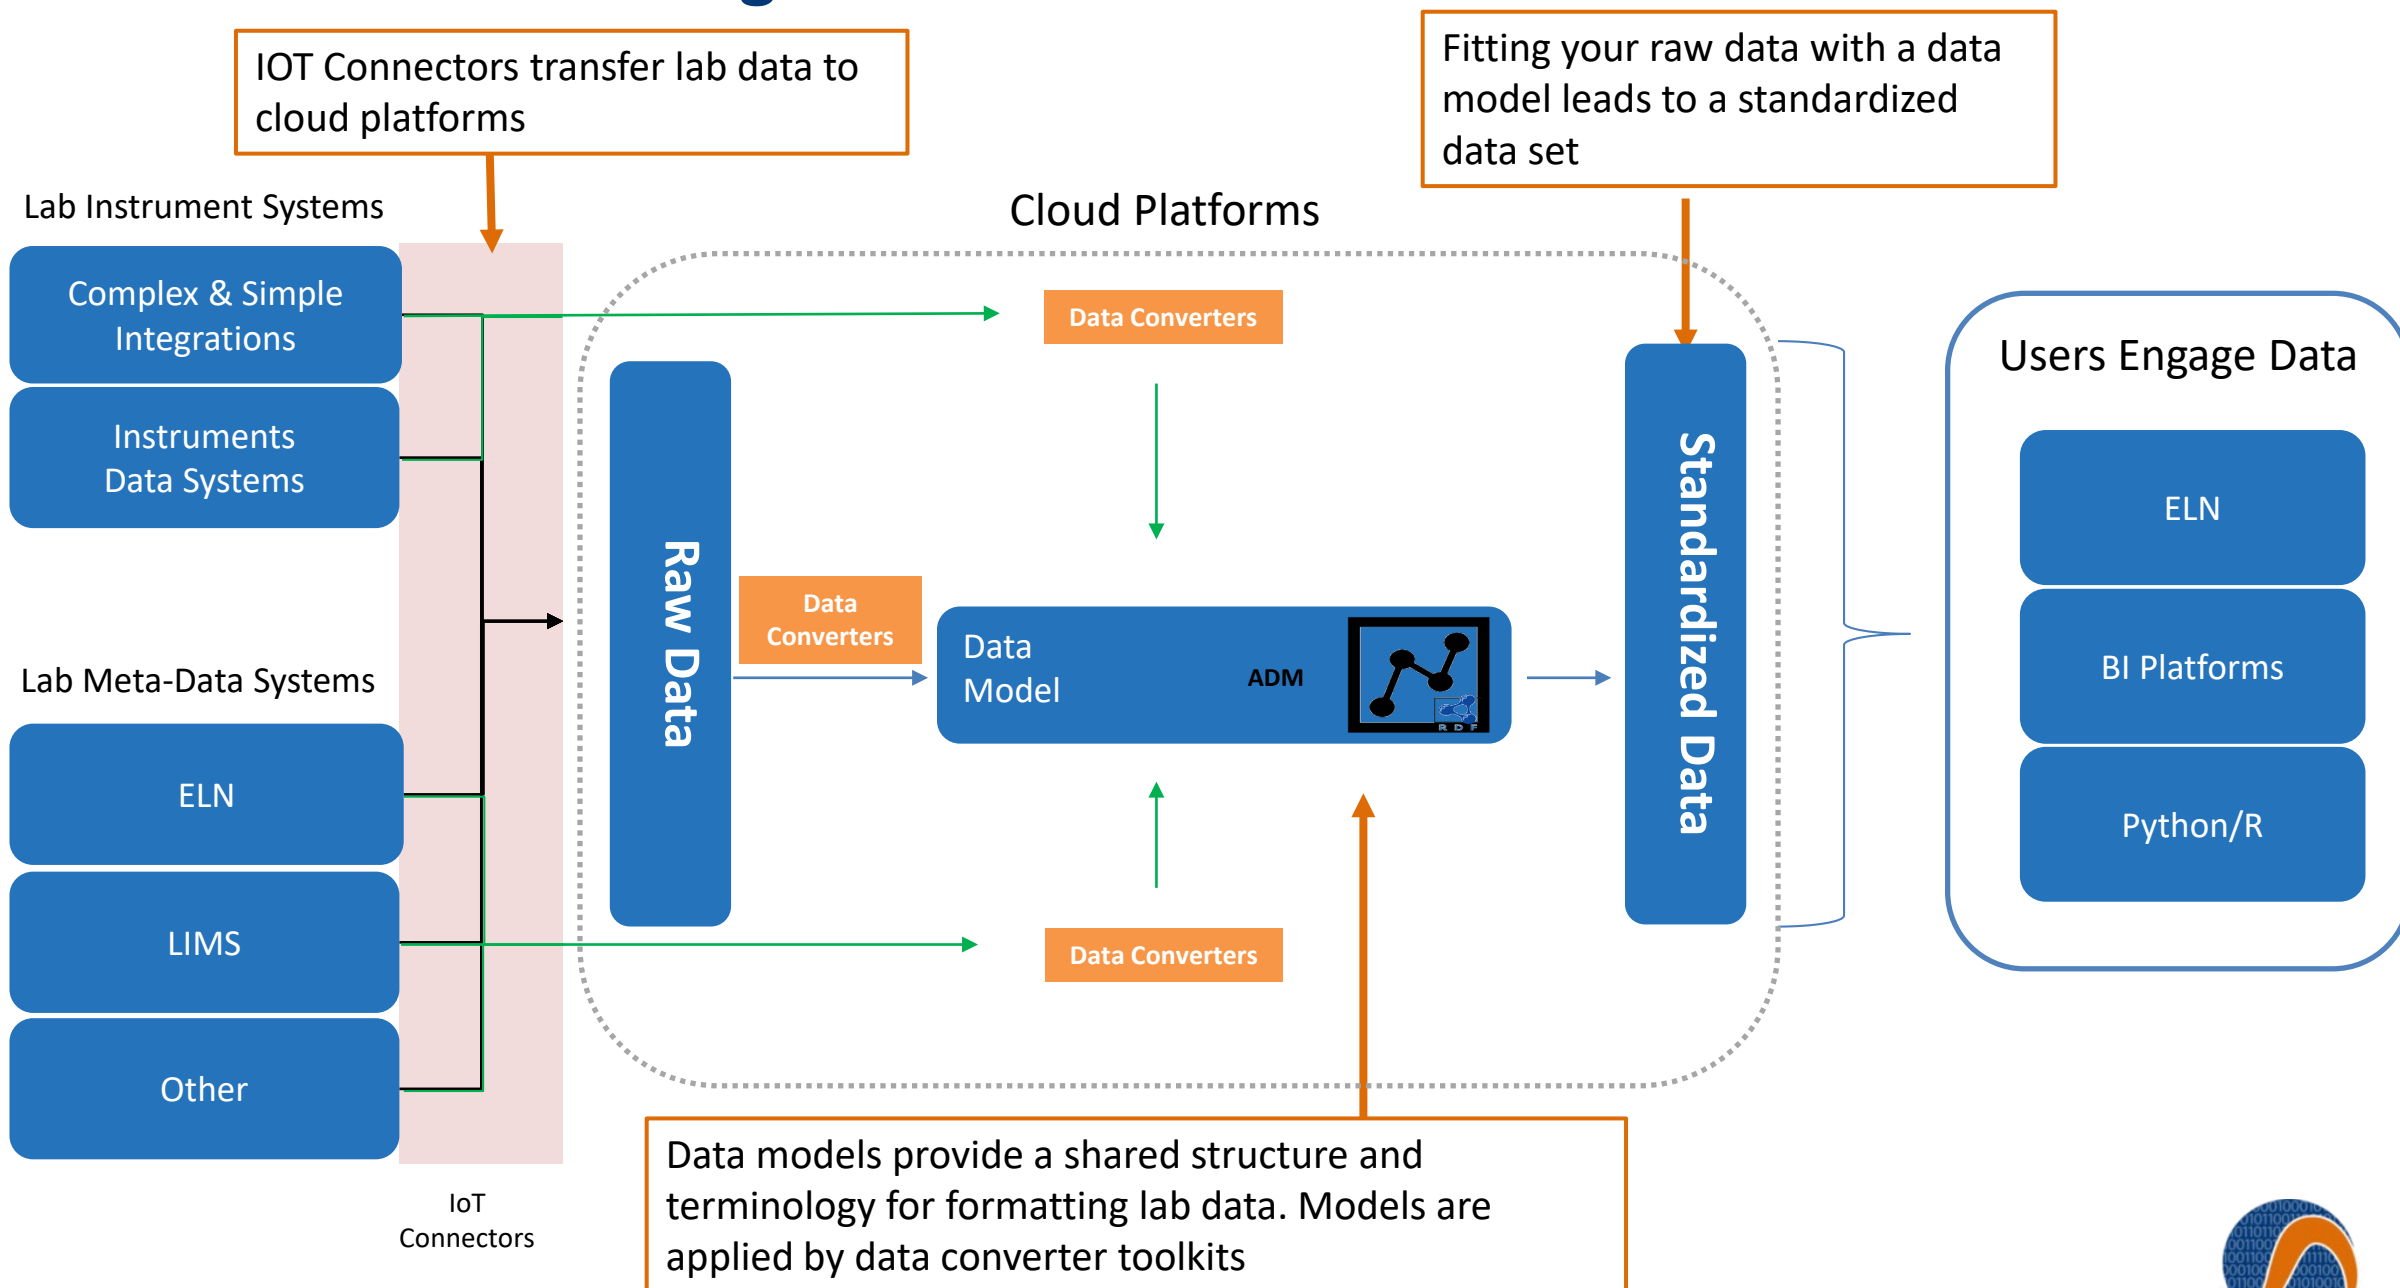 IOT Connectors transfer lab data to
cloud platforms
Fitting your raw data with a data
model leads to a standardized
data set
Lab Instrument Systems
Cloud Platforms
Complex & Simple
Integrations
Data Converters
Users Engage Data
Instruments
Data Systems
Raw Data
Data
Converters
Data
Model
ADM
RDF
Standardized Data
ELN
BI Platforms
Python/R
Lab Meta-Data Systems
ELN
LIMS
Data Converters
Other
IoT
Connectors
Data models provide a shared structure and
terminology for formatting lab data. Models are
applied by data converter toolkits